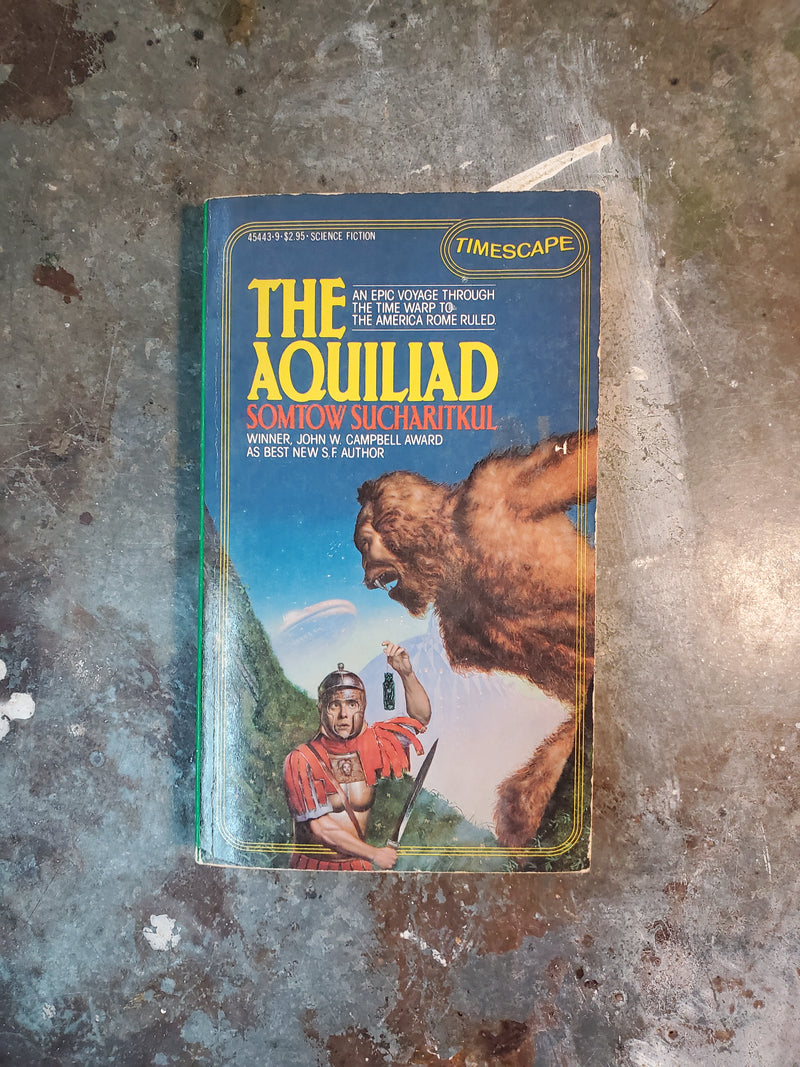 45443-9·$2.95·SCIENCE FICTION
TIMESCAPE
THE
AN EPIC VOYAGE THROUGH
THE TIME WARP TO
THE AMERICA ROME RULED
AQUILIAD
SOMTOW SUCHARITKUL
WINNER, JOHN W. CAMPBELL AWARD
AS BEST NEW S.F. AUTHOR